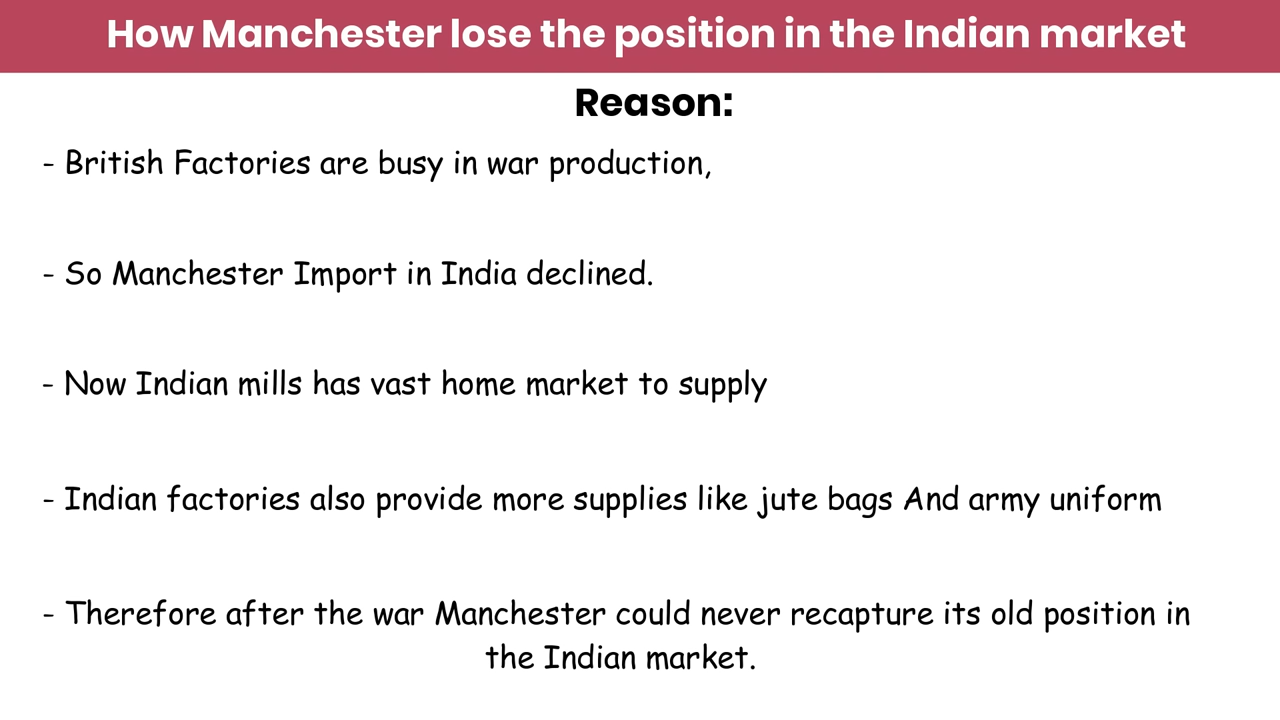 How Manchester lose the position in the Indian market
Reason:
- British Factories are busy in war production,
- So Manchester Import in India declined.
- Now Indian mills has vast home market to supply
- Indian factories also provide more supplies like jute bags And army uniform
- Therefore after the war Manchester could never recapture its old position in
the Indian market.